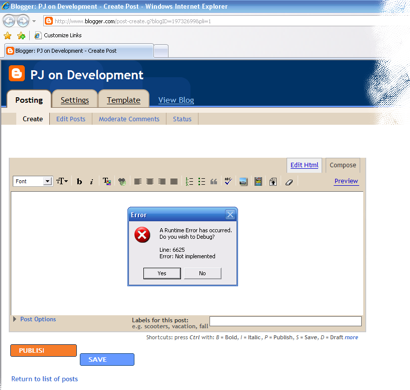 Blogger: PJ on Development - Create Post - Windows Internet Explorer
http://www.blogger.com/post-create.g?blogID=19732699&pli=1
Customize Links
Blogger: PJ on Development - Create Post
PJ on Development
Posting Settings Template View Blog
Create Edit Posts Moderate Comments Status
Edit Html Compose
Font b i Preview
Error
A Runtime Error has occurred.
Do you wish to Debug?
Line: 6625
Error: Not implemented
Yes No
Post Options
Labels for this post:
e.g. scooters, vacation, fall
Shortcuts: press Ctrl with: B = Bold, I = Italic, P = Publish, S = Save, D = Draft more
PUBLIS
SAVE
Return to list of posts